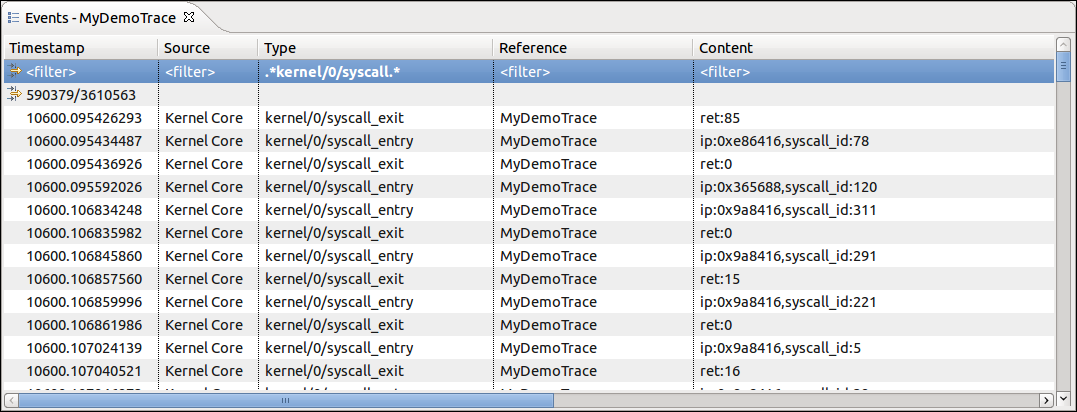 Events - MyDemoTrace
Timestamp Source Type Reference Content
<filter> <filter> .*kernel/0/syscall.* <filter> <filter>
590379/3610563
10600.095426293 Kernel Core kernel/0/syscall_exit MyDemoTrace ret:85
10600.095434487 Kernel Core kernel/0/syscall_entry MyDemoTrace ip:0xe86416,syscall_id:78
10600.095436926 Kernel Core kernel/0/syscall_exit MyDemoTrace ret:0
10600.095592026 Kernel Core kernel/0/syscall_entry MyDemoTrace ip:0x365688,syscall_id:120
10600.106834248 Kernel Core kernel/0/syscall_entry MyDemoTrace ip:0x9a8416,syscall_id:311
10600.106835982 Kernel Core kernel/0/syscall_exit MyDemoTrace ret:0
10600.106845860 Kernel Core kernel/0/syscall_entry MyDemoTrace ip:0x9a8416,syscall_id:291
10600.106857560 Kernel Core kernel/0/syscall_exit MyDemoTrace ret:15
10600.106859996 Kernel Core kernel/0/syscall_entry MyDemoTrace ip:0x9a8416,syscall_id:221
10600.106861986 Kernel Core kernel/0/syscall_exit MyDemoTrace ret:0
10600.107024139 Kernel Core kernel/0/syscall_entry MyDemoTrace ip:0x9a8416,syscall_id:5
10600.107040521 Kernel Core kernel/0/syscall_exit MyDemoTrace ret:16